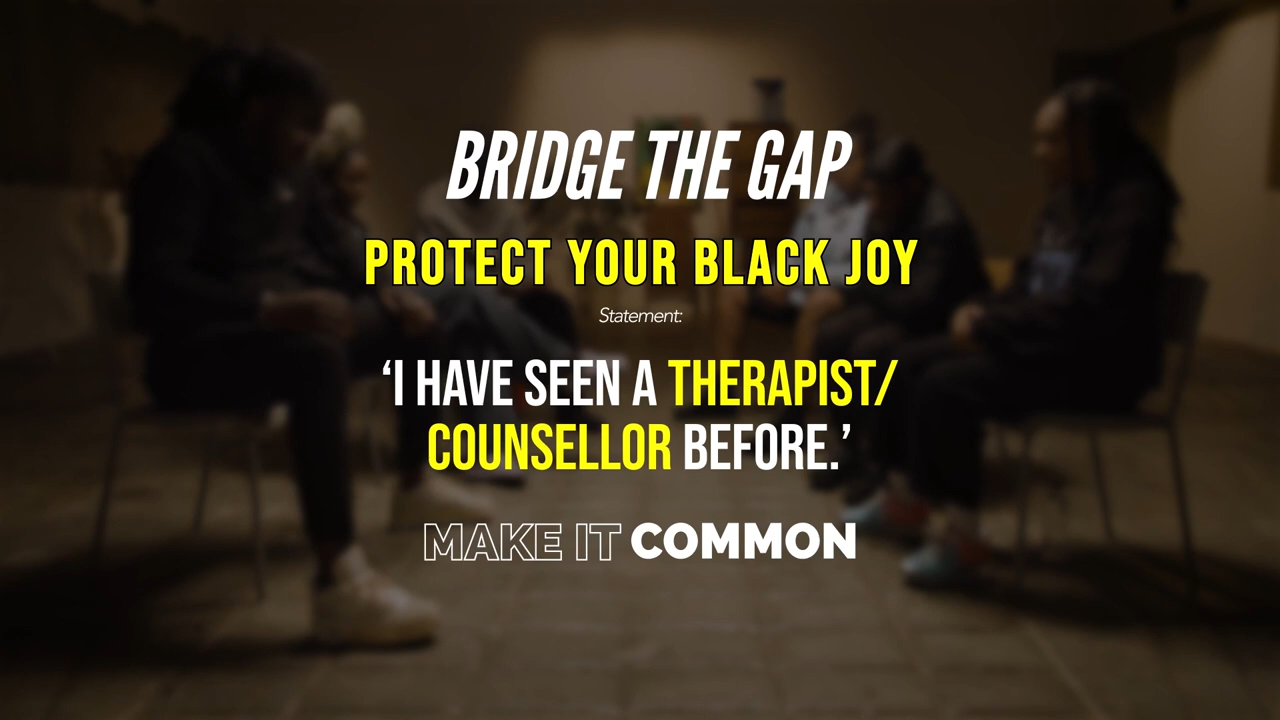 BRIDGE THE GAP
PROTECT YOUR BLACK JOY
Statement:
‘I HAVE SEEN A THERAPIST/
COUNSELLOR BEFORE.’
MAKE IT COMMON